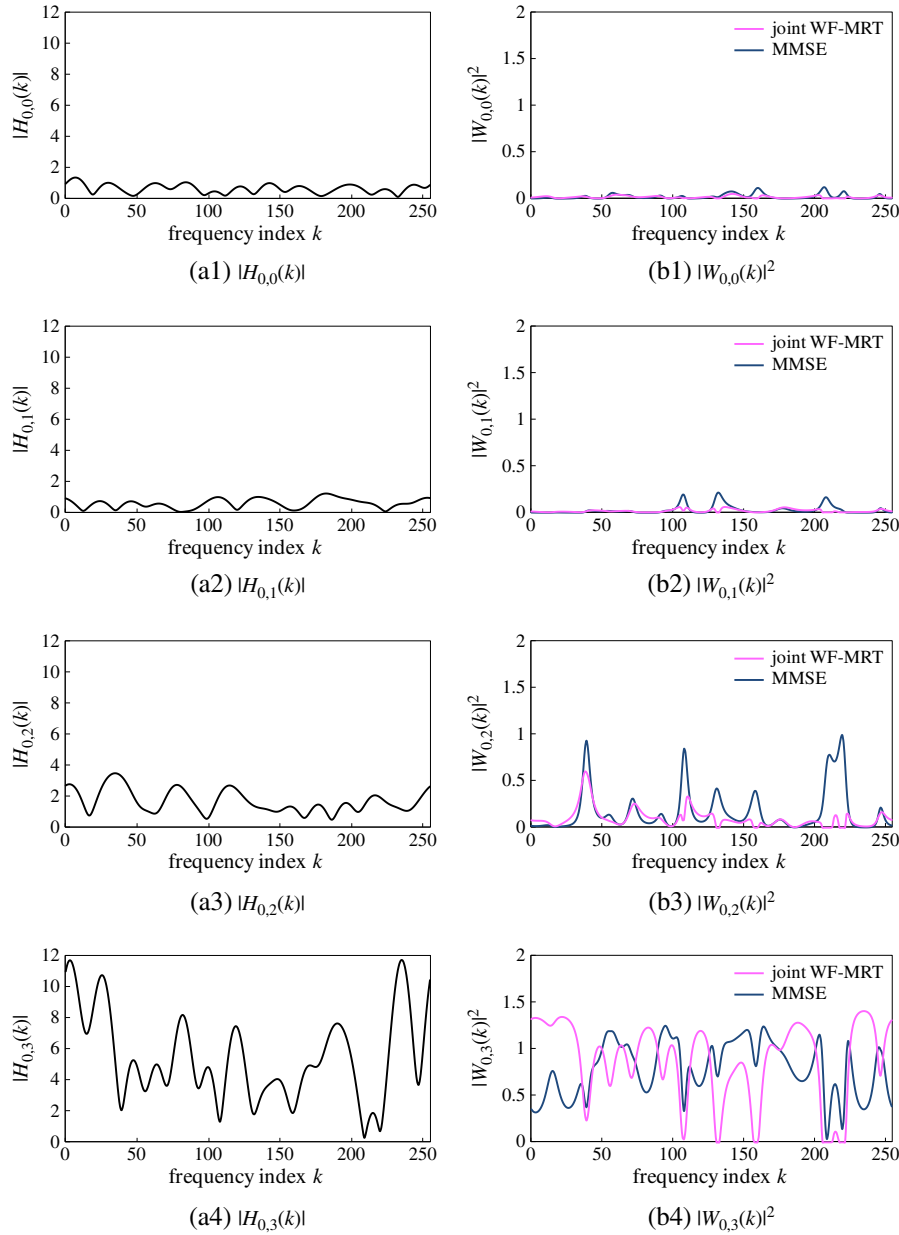 12
10
8
6
4
2
0
|H0,0(k)|
0 50 100 150 200 250
frequency index k
(a1) |H0,0(k)|
2
1.5
1
0.5
0
|W0,0(k)|²
joint WF-MRT
MMSE
0 50 100 150 200 250
frequency index k
(b1) |W0,0(k)|²
12
10
8
6
4
2
0
|H0,1(k)|
0 50 100 150 200 250
frequency index k
(a2) |H0,1(k)|
2
1.5
1
0.5
0
|W0,1(k)|²
joint WF-MRT
MMSE
0 50 100 150 200 250
frequency index k
(b2) |W0,1(k)|²
12
10
8
6
4
2
0
|H0,2(k)|
0 50 100 150 200 250
frequency index k
(a3) |H0,2(k)|
2
1.5
1
0.5
0
|W0,2(k)|²
joint WF-MRT
MMSE
0 50 100 150 200 250
frequency index k
(b3) |W0,2(k)|²
12
10
8
6
4
2
0
|H0,3(k)|
0 50 100 150 200 250
frequency index k
(a4) |H0,3(k)|
2
1.5
1
0.5
0
|W0,3(k)|²
joint WF-MRT
MMSE
0 50 100 150 200 250
frequency index k
(b4) |W0,3(k)|²